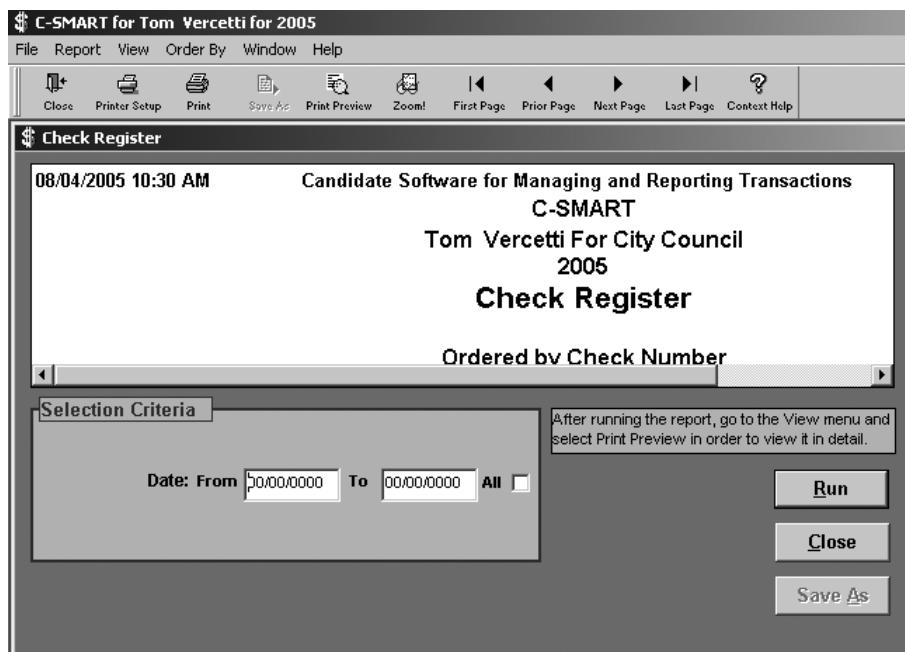 C-SMART for Tom Vercetti for 2005
File Report View Order By Window Help
Close Printer Setup Print Save As Print Preview Zoom! First Page Prior Page Next Page Last Page Context Help
Check Register
08/04/2005 10:30 AM Candidate Software for Managing and Reporting Transactions
C-SMART
Tom Vercetti For City Council
2005
Check Register
Ordered by Check Number
Selection Criteria
After running the report, go to the View menu and
select Print Preview in order to view it in detail.
Date: From 00/00/0000 To 00/00/0000 All
Run
Close
Save As